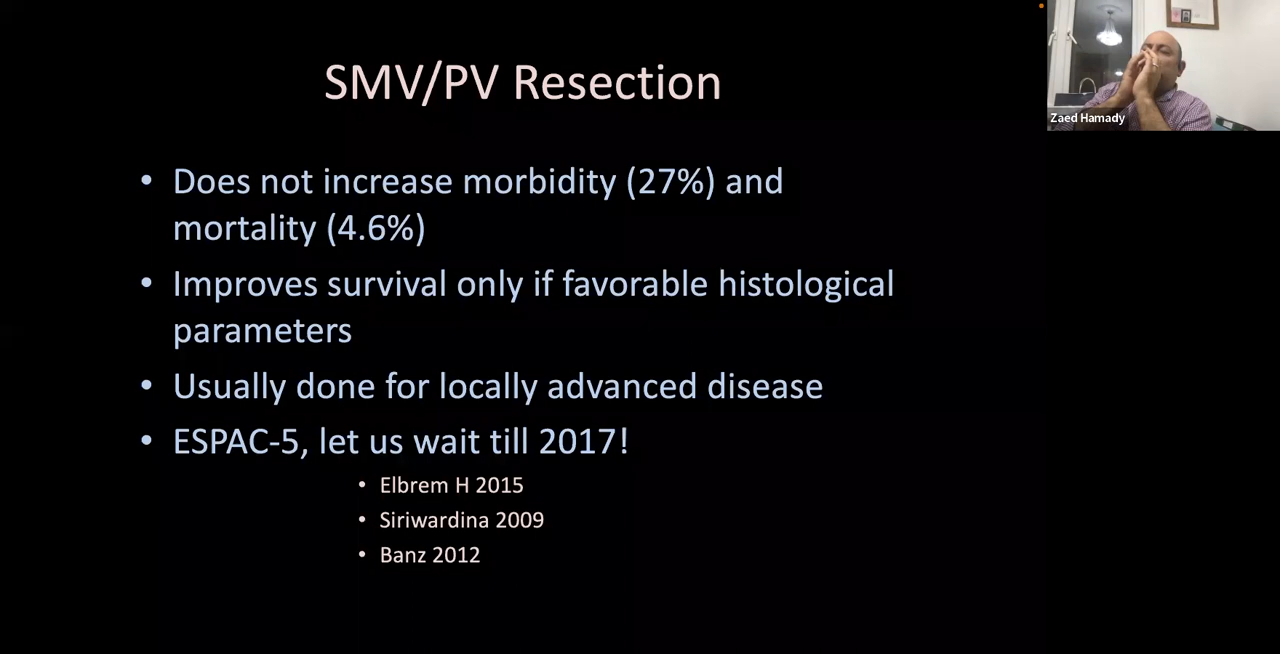 SMV/PV Resection
Zaed Hamady
• Does not increase morbidity (27%) and
mortality (4.6%)
• Improves survival only if favorable histological
parameters
• Usually done for locally advanced disease
• ESPAC-5, let us wait till 2017!
• Elbrem H 2015
• Siriwardina 2009
• Banz 2012